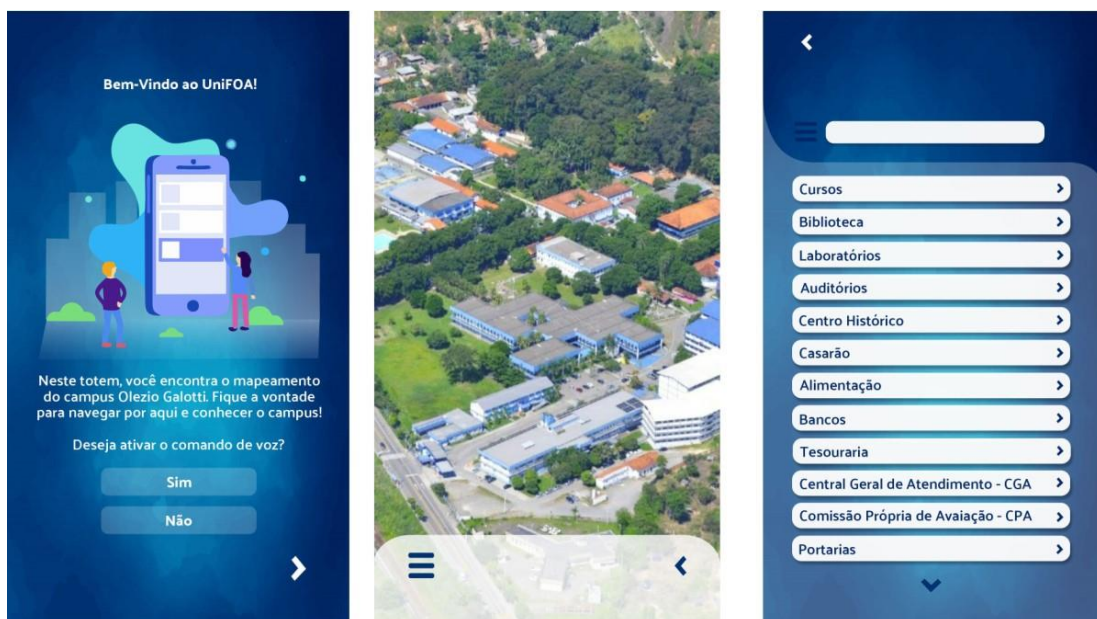 Bem-Vindo ao UniFOA!
Neste totem, você encontra o mapeamento
do campus Olezio Galotti. Fique a vontade
para navegar por aqui e conhecer o campus!
Deseja ativar o comando de voz?
Sim
Não
Cursos
Biblioteca
Laboratórios
Auditórios
Centro Histórico
Casarão
Alimentação
Bancos
Tesouraria
Central Geral de Atendimento - CGA
Comissão Própria de Avaiação - CPA
Portarias